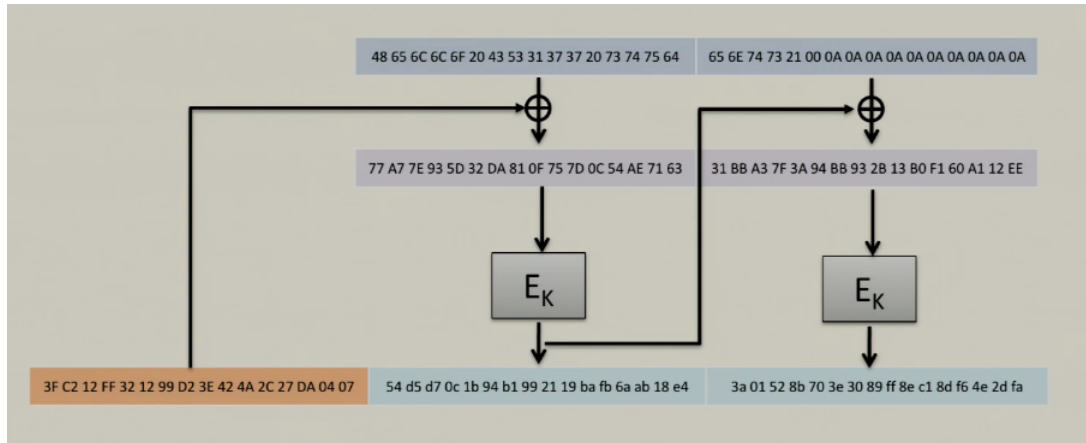 48 65 6C 6C 6F 20 43 53 31 37 37 20 73 74 75 64
65 6E 74 73 21 00 0A 0A 0A 0A 0A 0A 0A 0A 0A 0A
77 A7 7E 93 5D 32 DA 81 0F 75 7D 0C 54 AE 71 63
31 BB A3 7F 3A 94 BB 93 2B 13 B0 F1 60 A1 12 EE
E_K
E_K
3F C2 12 FF 32 12 99 D2 3E 42 4A 2C 27 DA 04 07
54 d5 d7 0c 1b 94 b1 99 21 19 ba fb 6a ab 18 e4
3a 01 52 8b 70 3e 30 89 ff 8e c1 8d f6 4e 2d fa